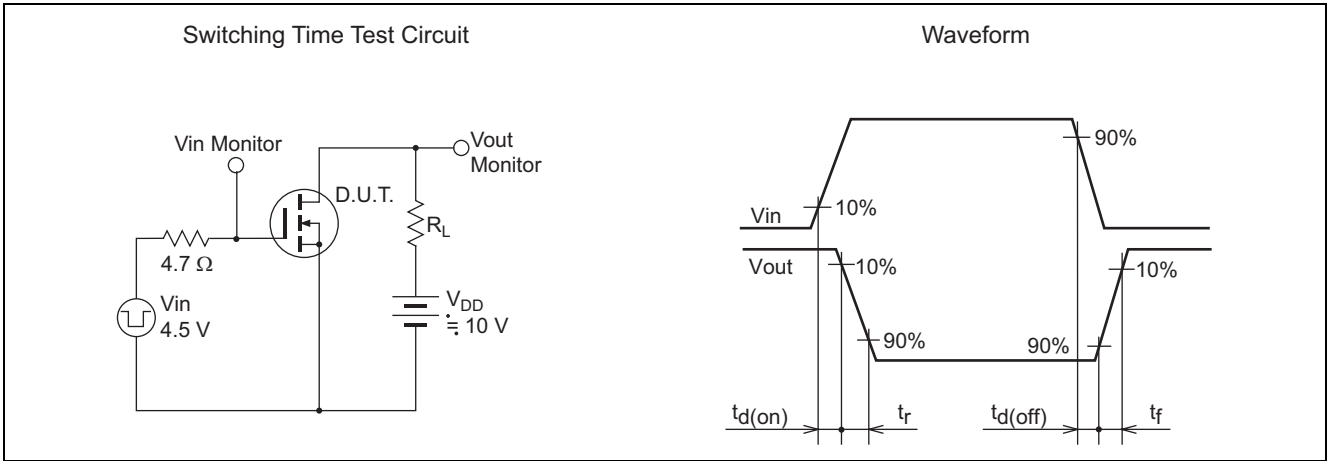 Switching Time Test Circuit
Vin Monitor
Vout
Monitor
D.U.T.
RL
4.7 Ω
Vin
4.5 V
VDD
≒ 10 V
Waveform
90%
10%
Vin
Vout
10%
10%
90%
90%
td(on)
tr
td(off)
tf